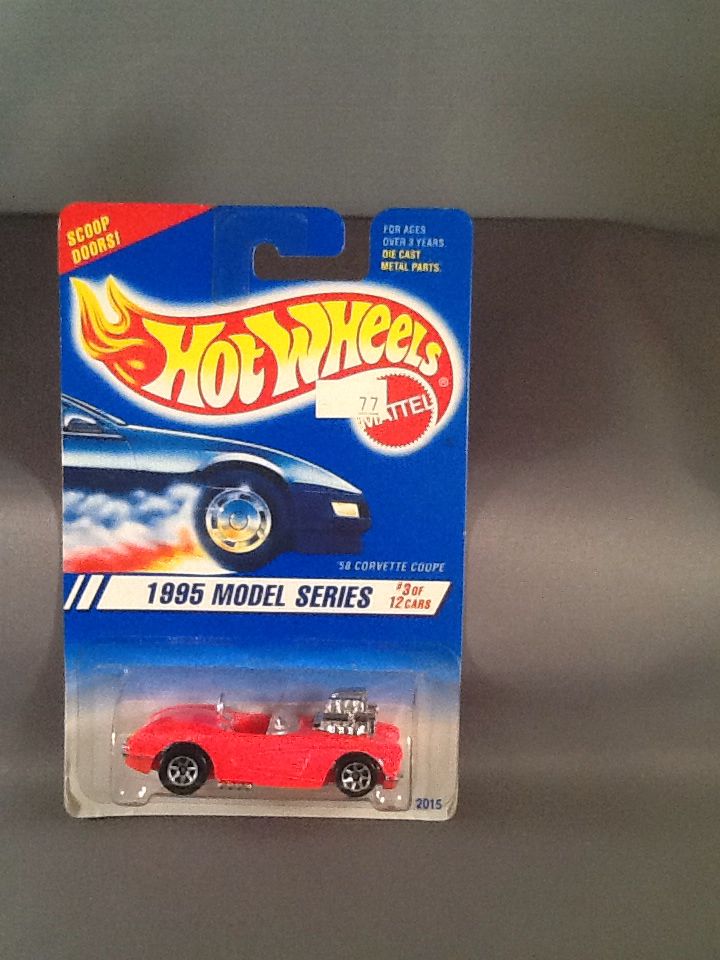 SCOOP
DOORS!
FOR AGES
OVER 3 YEARS.
DIE CAST
METAL PARTS.
HOT WHEELS®
77
MATTEL
'58 CORVETTE COUPE
1995 MODEL SERIES
#3 OF
12 CARS
2015